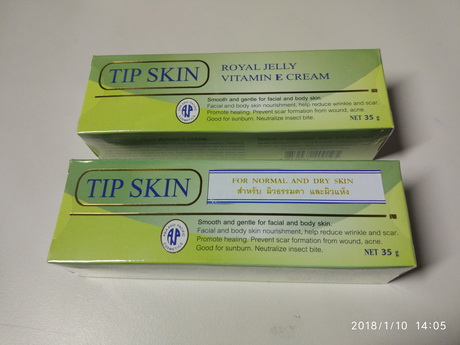 TIP SKIN
ROYAL JELLY
VITAMIN E CREAM
Smooth and gentle for facial and body skin.
Facial and body skin nourishment, help reduce wrinkle and scar.
Promote healing. Prevent scar formation from wound, acne.
Good for sunburn. Neutralize insect bite.
NET 35 g
TIP SKIN
FOR NORMAL AND DRY SKIN
สำหรับ ผิวธรรมดา และผิวแห้ง
Smooth and gentle for facial and body skin.
Facial and body skin nourishment, help reduce wrinkle and scar.
Promote healing. Prevent scar formation from wound, acne.
Good for sunburn. Neutralize insect bite.
NET 35 g
2018/1/10 14:05